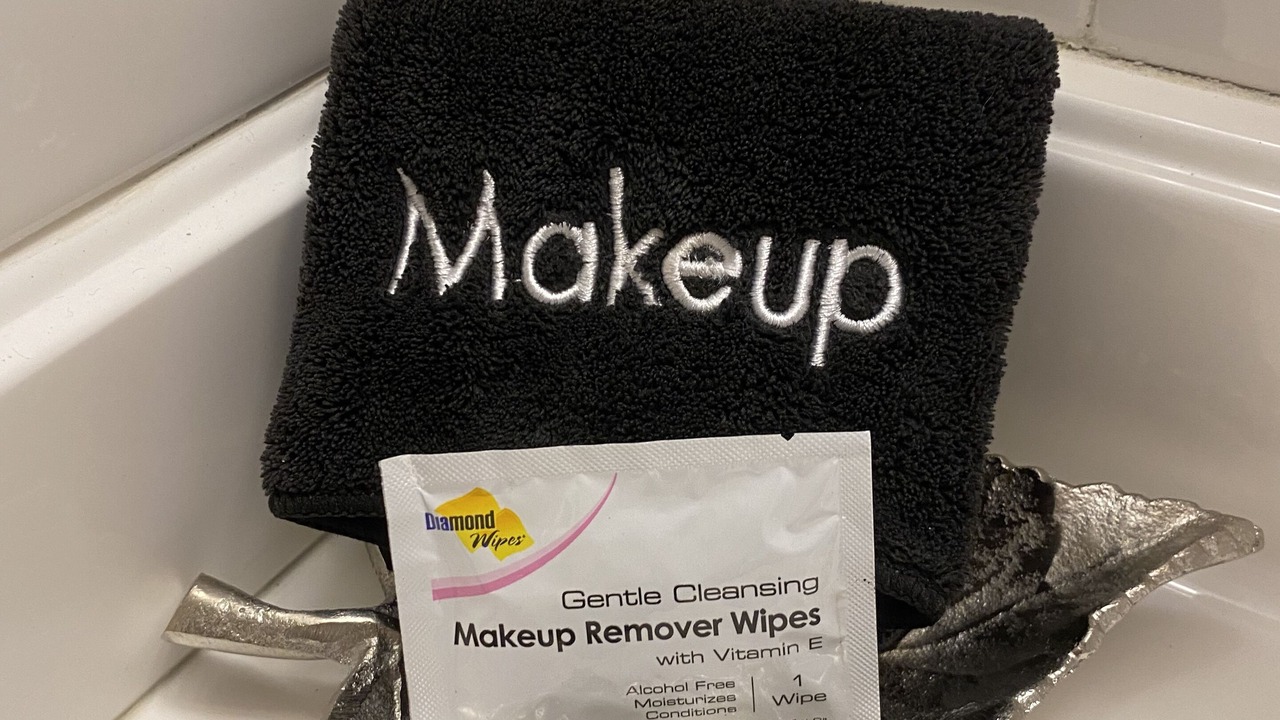 Makeup
Diamond
Wipes
Gentle Cleansing
Makeup Remover Wipes
with Vitamin E
Alcohol Free
Moisturizes
Conditions
1
Wipe